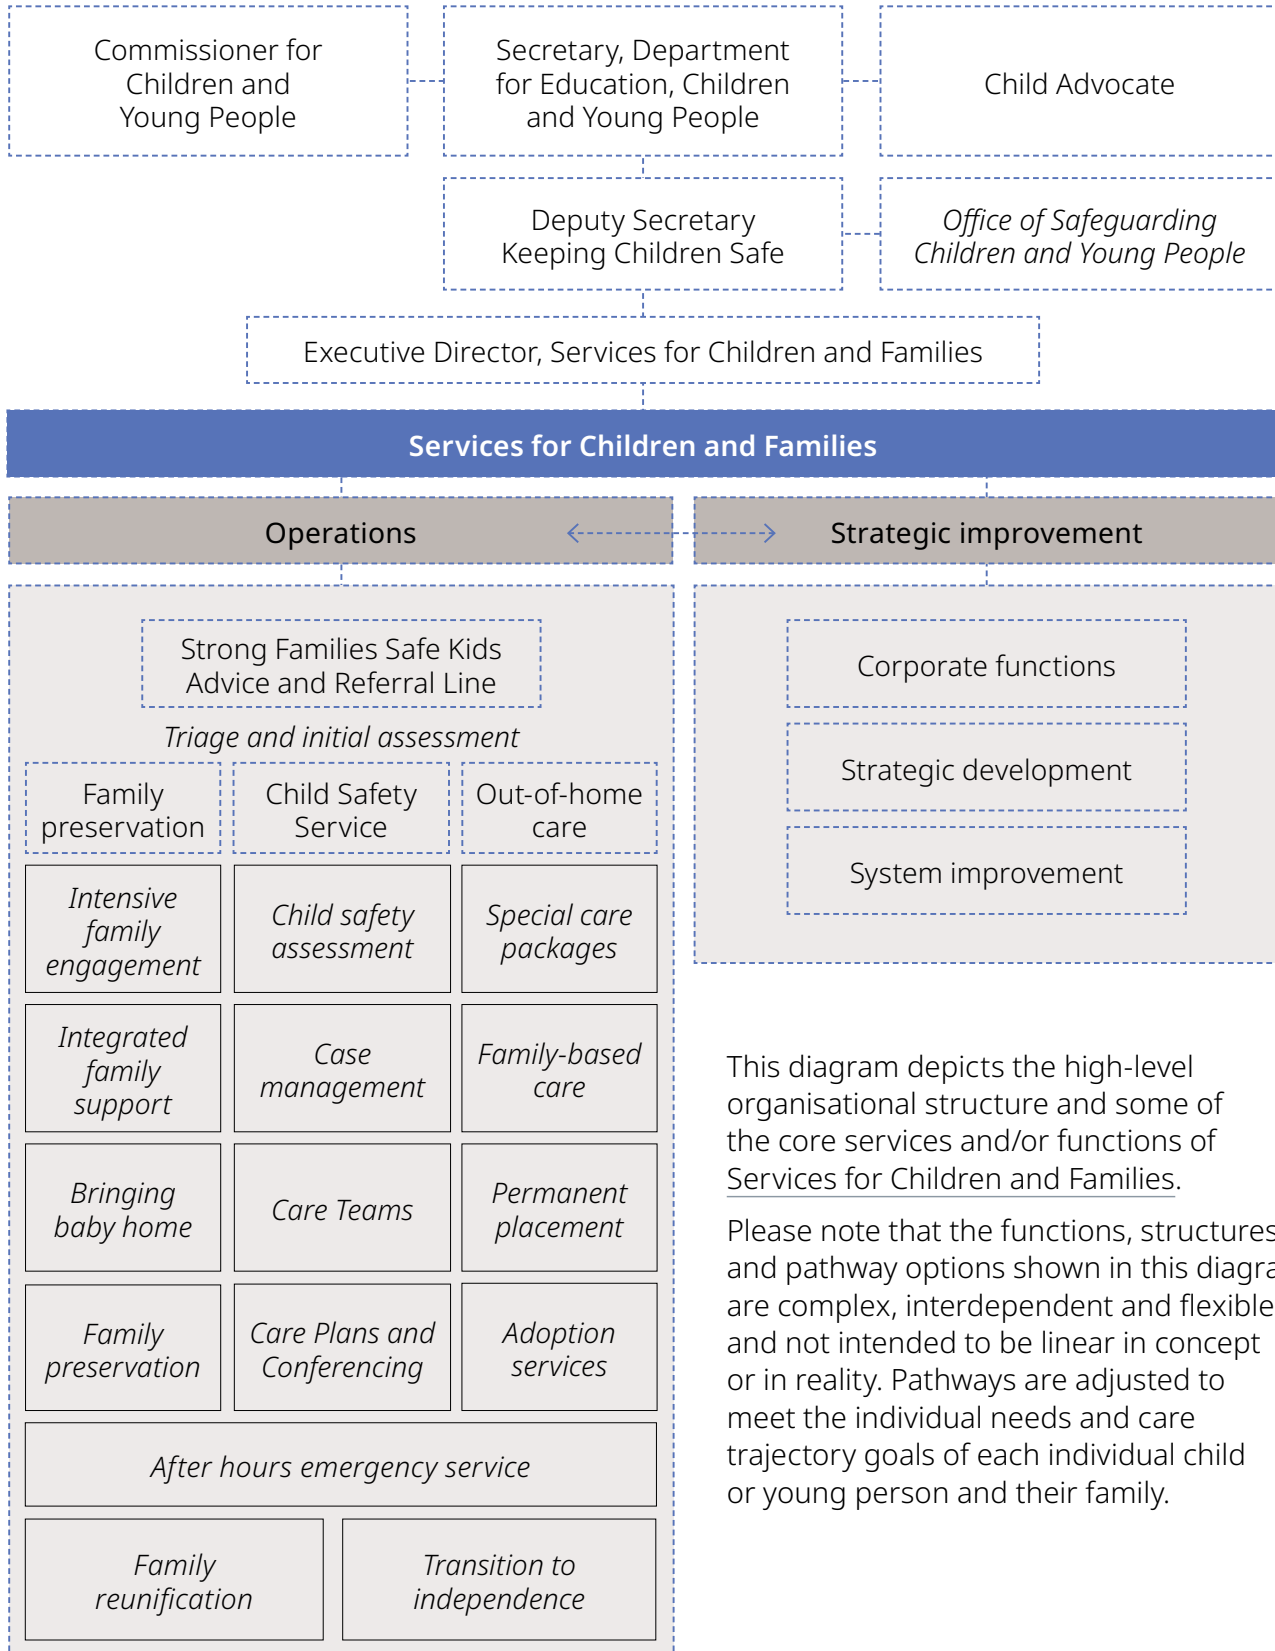 Commissioner for
Children and
Young People
Secretary, Department
for Education, Children
and Young People
Child Advocate
Deputy Secretary
Keeping Children Safe
Office of Safeguarding
Children and Young People
Executive Director, Services for Children and Families
Services for Children and Families
Operations
Strategic improvement
Strong Families Safe Kids
Advice and Referral Line
Triage and initial assessment
Family
preservation
Child Safety
Service
Out-of-home
care
Intensive
family
engagement
Child safety
assessment
Special care
packages
Integrated
family
support
Case
management
Family-based
care
Bringing
baby home
Care Teams
Permanent
placement
Family
preservation
Care Plans and
Conferencing
Adoption
services
After hours emergency service
Family
reunification
Transition to
independence
Corporate functions
Strategic development
System improvement
This diagram depicts the high-level
organisational structure and some of
the core services and/or functions of
Services for Children and Families.
Please note that the functions, structures
and pathway options shown in this diagra
are complex, interdependent and flexible
and not intended to be linear in concept
or in reality. Pathways are adjusted to
meet the individual needs and care
trajectory goals of each individual child
or young person and their family.